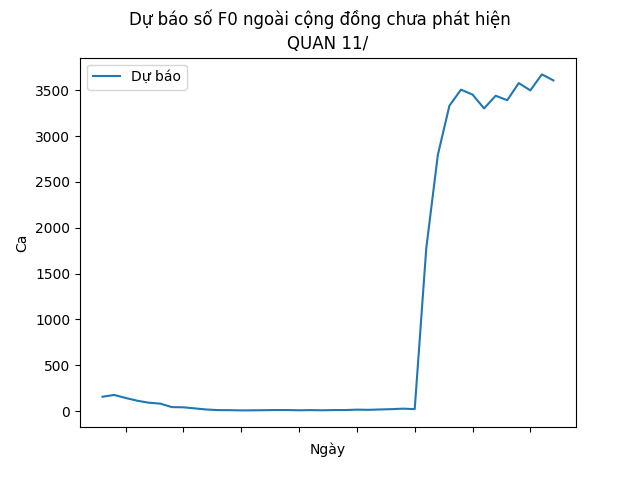 Dự báo số F0 ngoài cộng đồng chưa phát hiện
QUAN 11/
Dự báo
3500
3000
2500
2000
1500
1000
500
0
Ca
Ngày